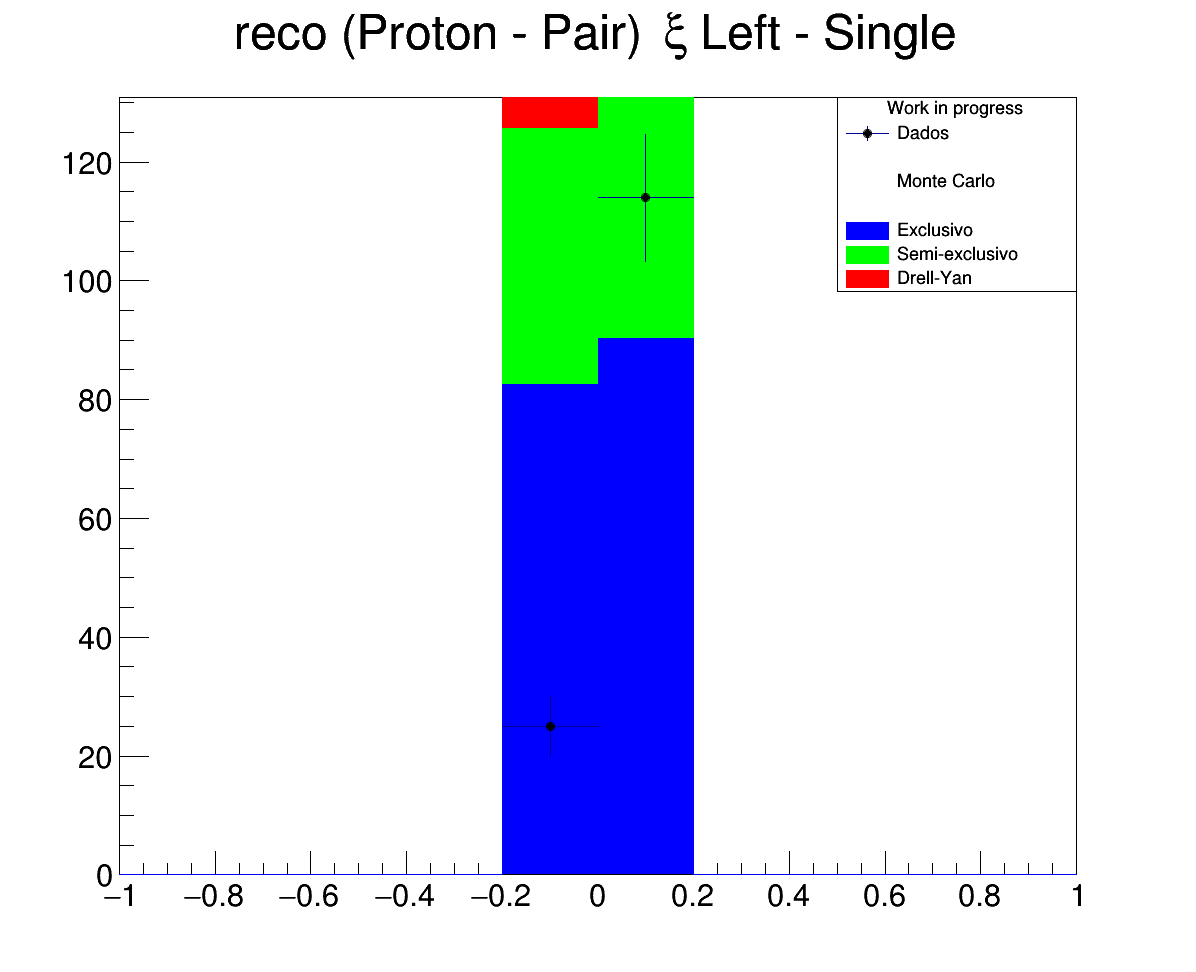 reco (Proton - Pair) ξ Left - Single
Work in progress
Dados
Monte Carlo
Exclusivo
Semi-exclusivo
Drell-Yan
120
100
80
60
40
20
0
−1 −0.8 −0.6 −0.4 −0.2 0 0.2 0.4 0.6 0.8 1